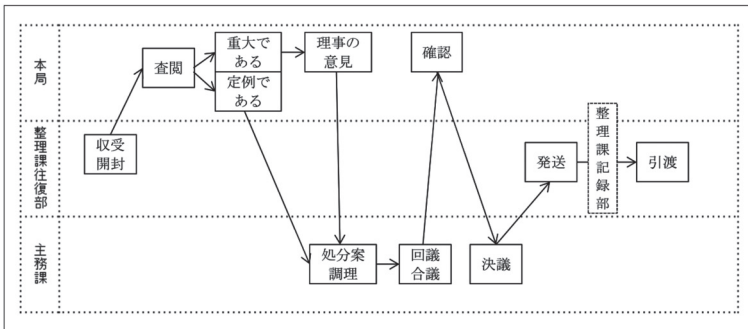 本局
査閲
重大で
ある
定例で
ある
理事の
意見
確認
整理課往復部
収受
開封
発送
整理課記録部
引渡
主務課
処分案
調理
回議
合議
決議